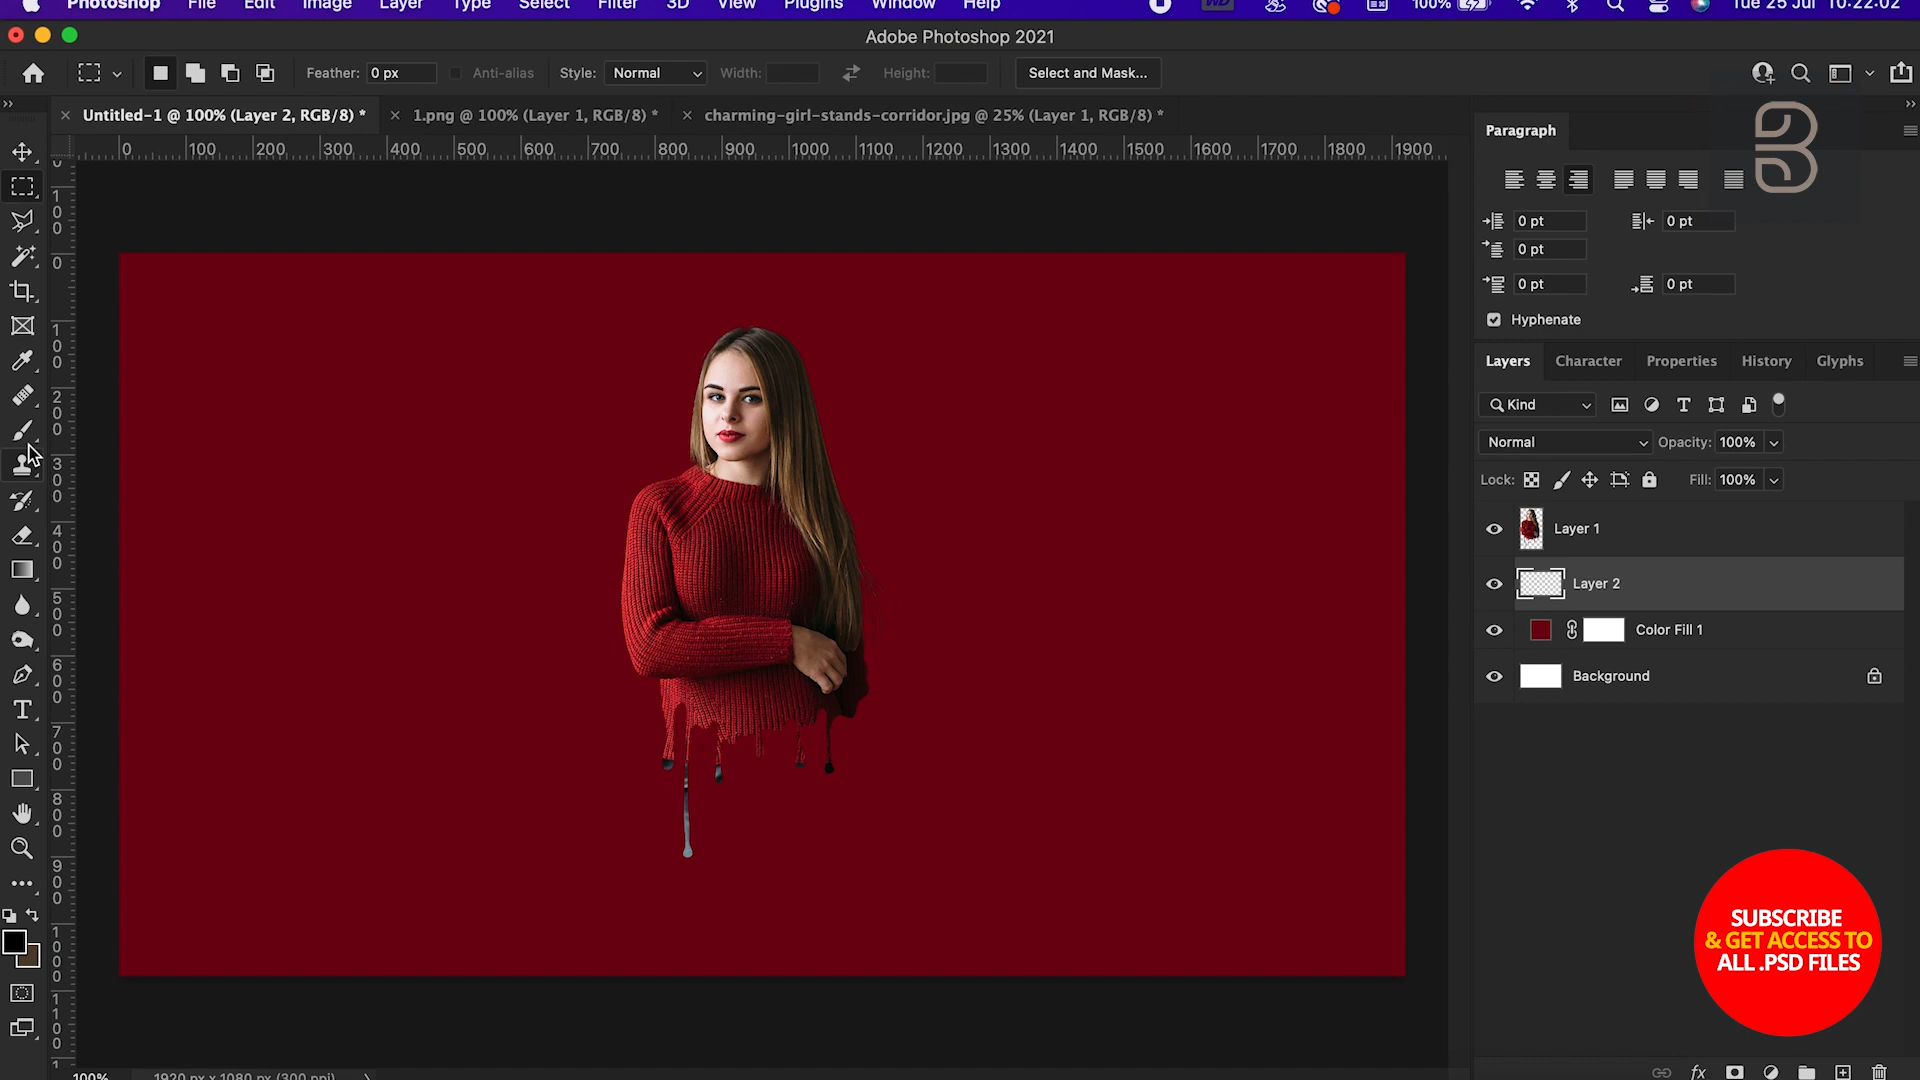 Photoshop File Edit Image Layer Type Select Filter 3D View Plugins Window Help 100% Tue 25 Jul 10:22:02
Adobe Photoshop 2021
Feather: 0 px Anti-alias Style: Normal Width: Height: Select and Mask...
Untitled-1 @ 100% (Layer 2, RGB/8) * 1.png @ 100% (Layer 1, RGB/8) * charming-girl-stands-corridor.jpg @ 25% (Layer 1, RGB/8) *
0 100 200 300 400 500 600 700 800 900 1000 1100 1200 1300 1400 1500 1600 1700 1800 1900
Paragraph
0 pt 0 pt
0 pt
0 pt 0 pt
Hyphenate
Layers Character Properties History Glyphs
Kind
Normal Opacity: 100%
Lock: Fill: 100%
Layer 1
Layer 2
Color Fill 1
Background
SUBSCRIBE
& GET ACCESS TO
ALL .PSD FILES
100% 1920 px x 1080 px (300 ppi)